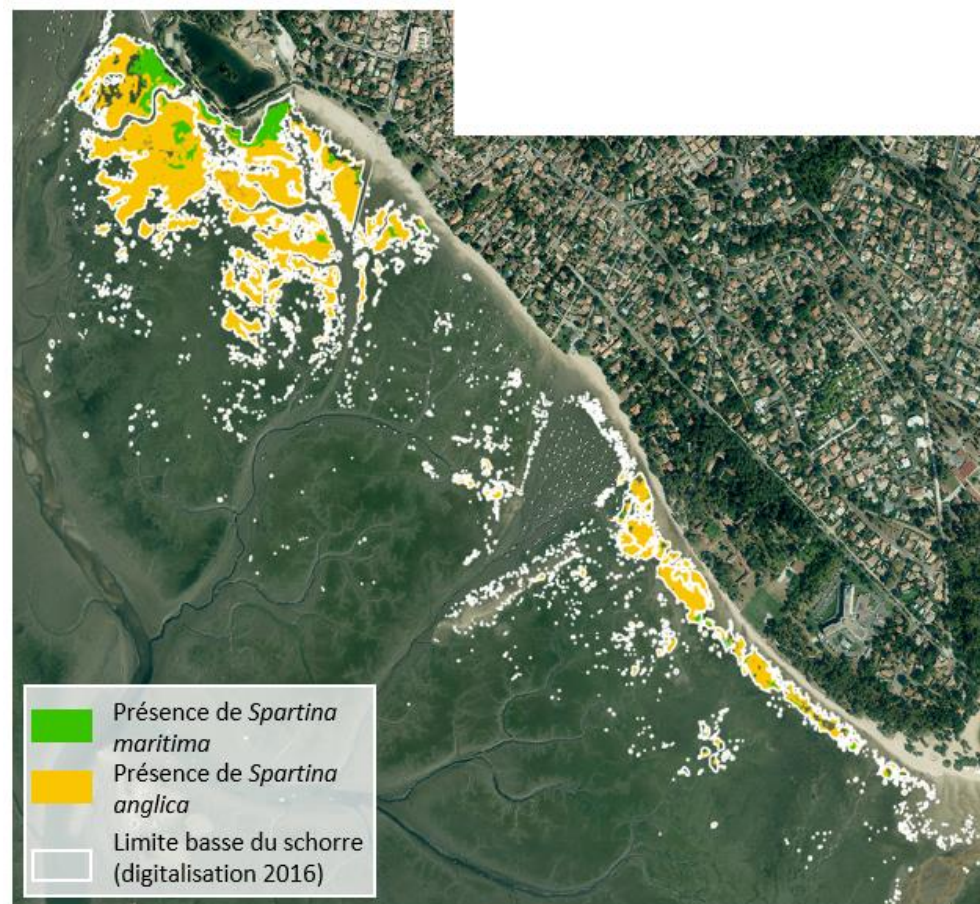 Présence de Spartina
maritima
Présence de Spartina
anglica
Limite basse du schorre
(digitalisation 2016)